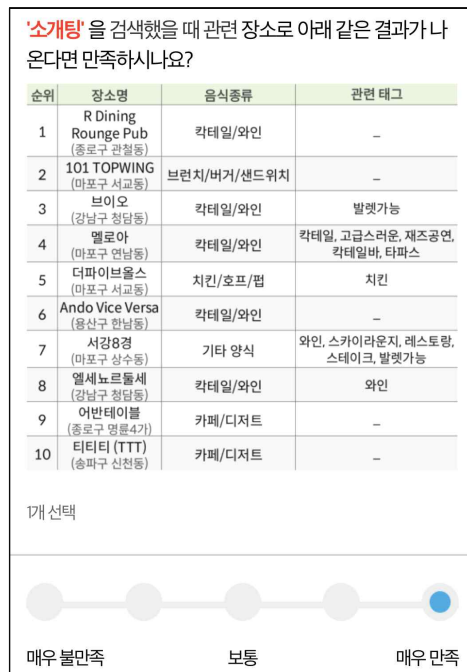 '소개팅' 을 검색했을 때 관련 장소로 아래 같은 결과가 나
온다면 만족하시나요?
순위 장소명 음식종류 관련 태그
1 R Dining Rounge Pub (종로구 관철동) 칵테일/와인 –
2 101 TOPWING (마포구 서교동) 브런치/버거/샌드위치 –
3 브이오 (강남구 청담동) 칵테일/와인 발렛가능
4 멜로아 (마포구 연남동) 칵테일/와인 칵테일, 고급스러운, 재즈공연, 칵테일바, 타파스
5 더파이브올스 (마포구 서교동) 치킨/호프/펍 치킨
6 Ando Vice Versa (용산구 한남동) 칵테일/와인 –
7 서강8경 (마포구 상수동) 기타 양식 와인, 스카이라운지, 레스토랑, 스테이크, 발렛가능
8 엘세뇨르둘세 (강남구 청담동) 칵테일/와인 와인
9 어반테이블 (종로구 명륜4가) 카페/디저트 –
10 티티티 (TTT) (송파구 신천동) 카페/디저트 –
1개 선택
매우 불만족 보통 매우 만족